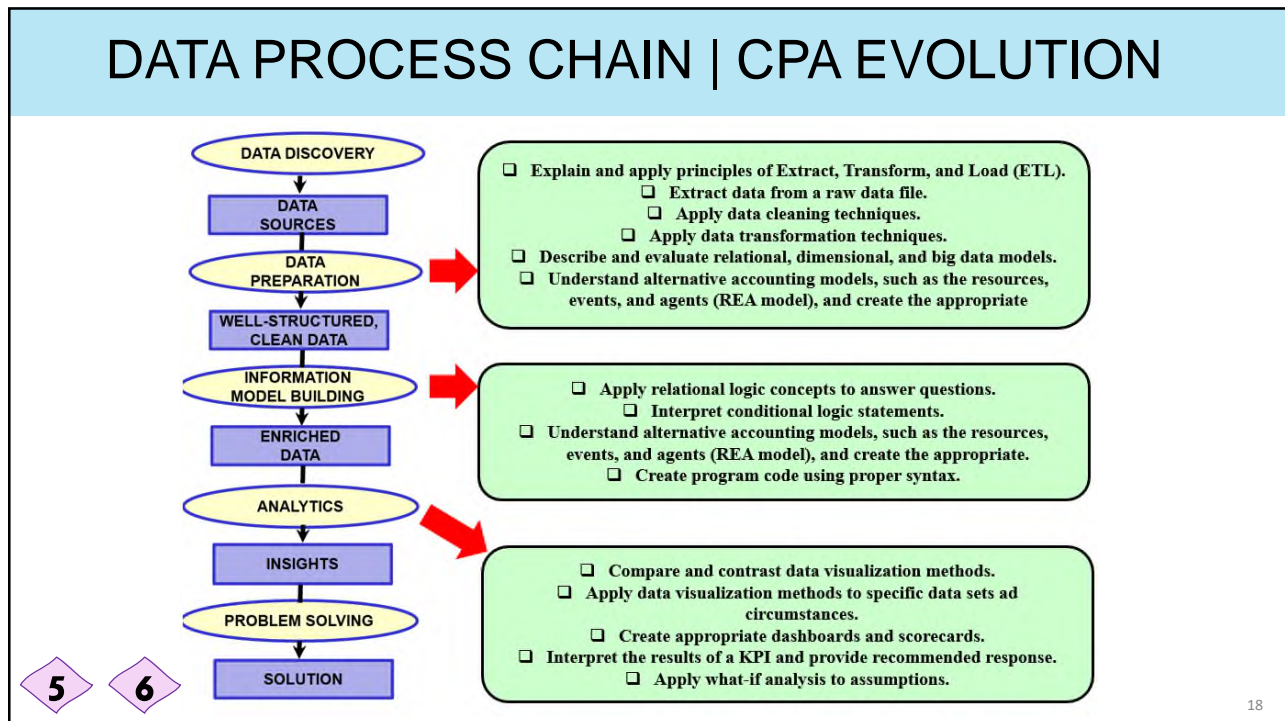 DATA PROCESS CHAIN | CPA EVOLUTION
DATA DISCOVERY
DATA
SOURCES
DATA
PREPARATION
WELL-STRUCTURED,
CLEAN DATA
INFORMATION
MODEL BUILDING
ENRICHED
DATA
ANALYTICS
INSIGHTS
PROBLEM SOLVING
SOLUTION
❑ Explain and apply principles of Extract, Transform, and Load (ETL).
❑ Extract data from a raw data file.
❑ Apply data cleaning techniques.
❑ Apply data transformation techniques.
❑ Describe and evaluate relational, dimensional, and big data models.
❑ Understand alternative accounting models, such as the resources,
events, and agents (REA model), and create the appropriate
❑ Apply relational logic concepts to answer questions.
❑ Interpret conditional logic statements.
❑ Understand alternative accounting models, such as the resources,
events, and agents (REA model), and create the appropriate.
❑ Create program code using proper syntax.
❑ Compare and contrast data visualization methods.
❑ Apply data visualization methods to specific data sets ad
circumstances.
❑ Create appropriate dashboards and scorecards.
❑ Interpret the results of a KPI and provide recommended response.
❑ Apply what-if analysis to assumptions.
5 6
18